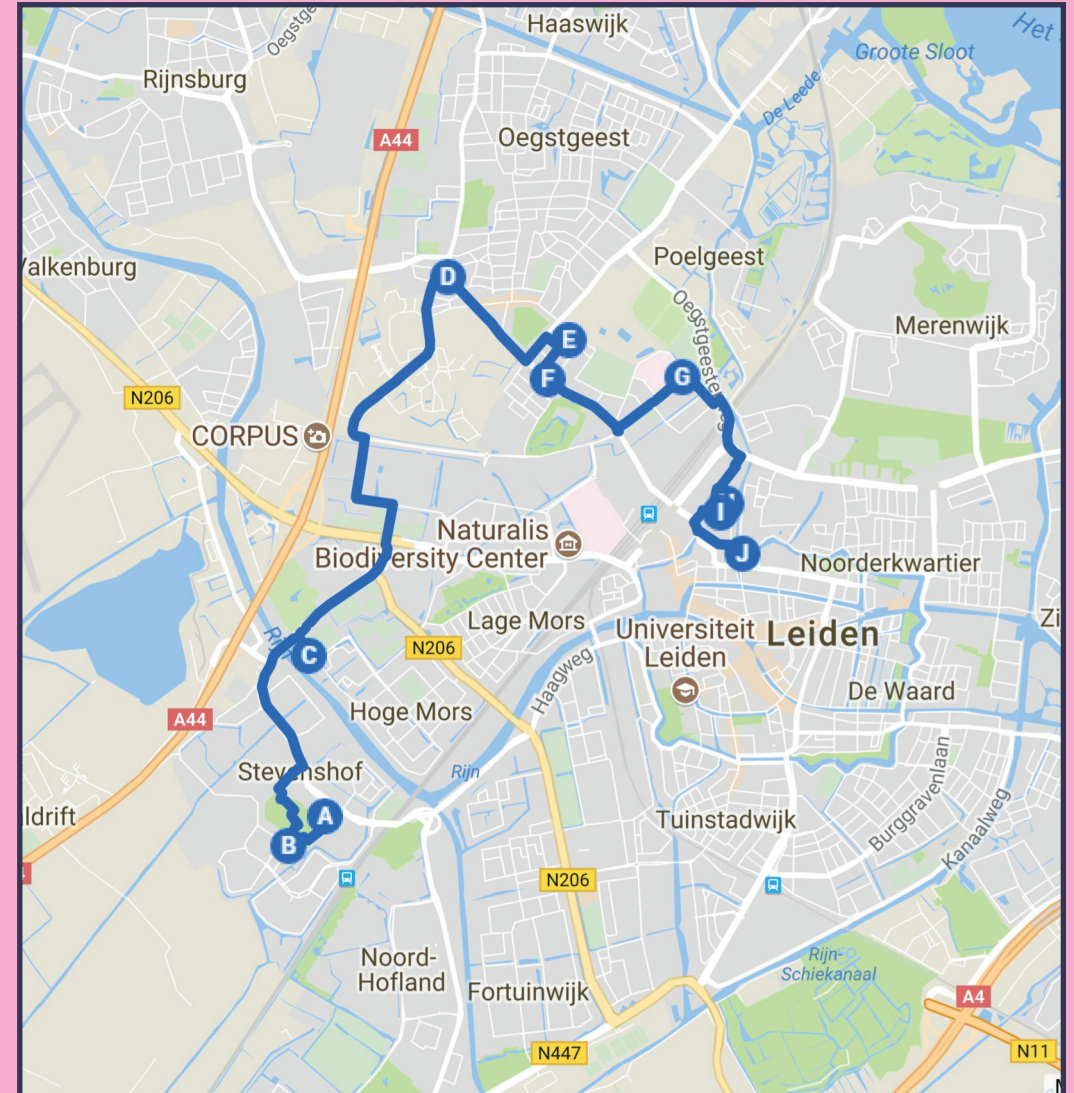 Haaswijk
Oegstge
Het
Groote Sloot
Rijnsburg
De Leede
A44
Oegstgeest
Poelgeest
D
Oegstgeester
Merenwijk
E
F
G
N206
CORPUS
I
Naturalis
Biodiversity Center
J
Noorderkwartier
Lage Mors
Universiteit
Leiden
Leiden
N206
C
Haagweg
De Waard
Hoge Mors
A44
Stevenshof
Rijn
A
B
Tuinstadwijk
Burggravenlaan
Kanaalweg
N206
Noord-
Hofland
Fortuinwijk
Rijn-
Schiekanaal
A4
N11
N447